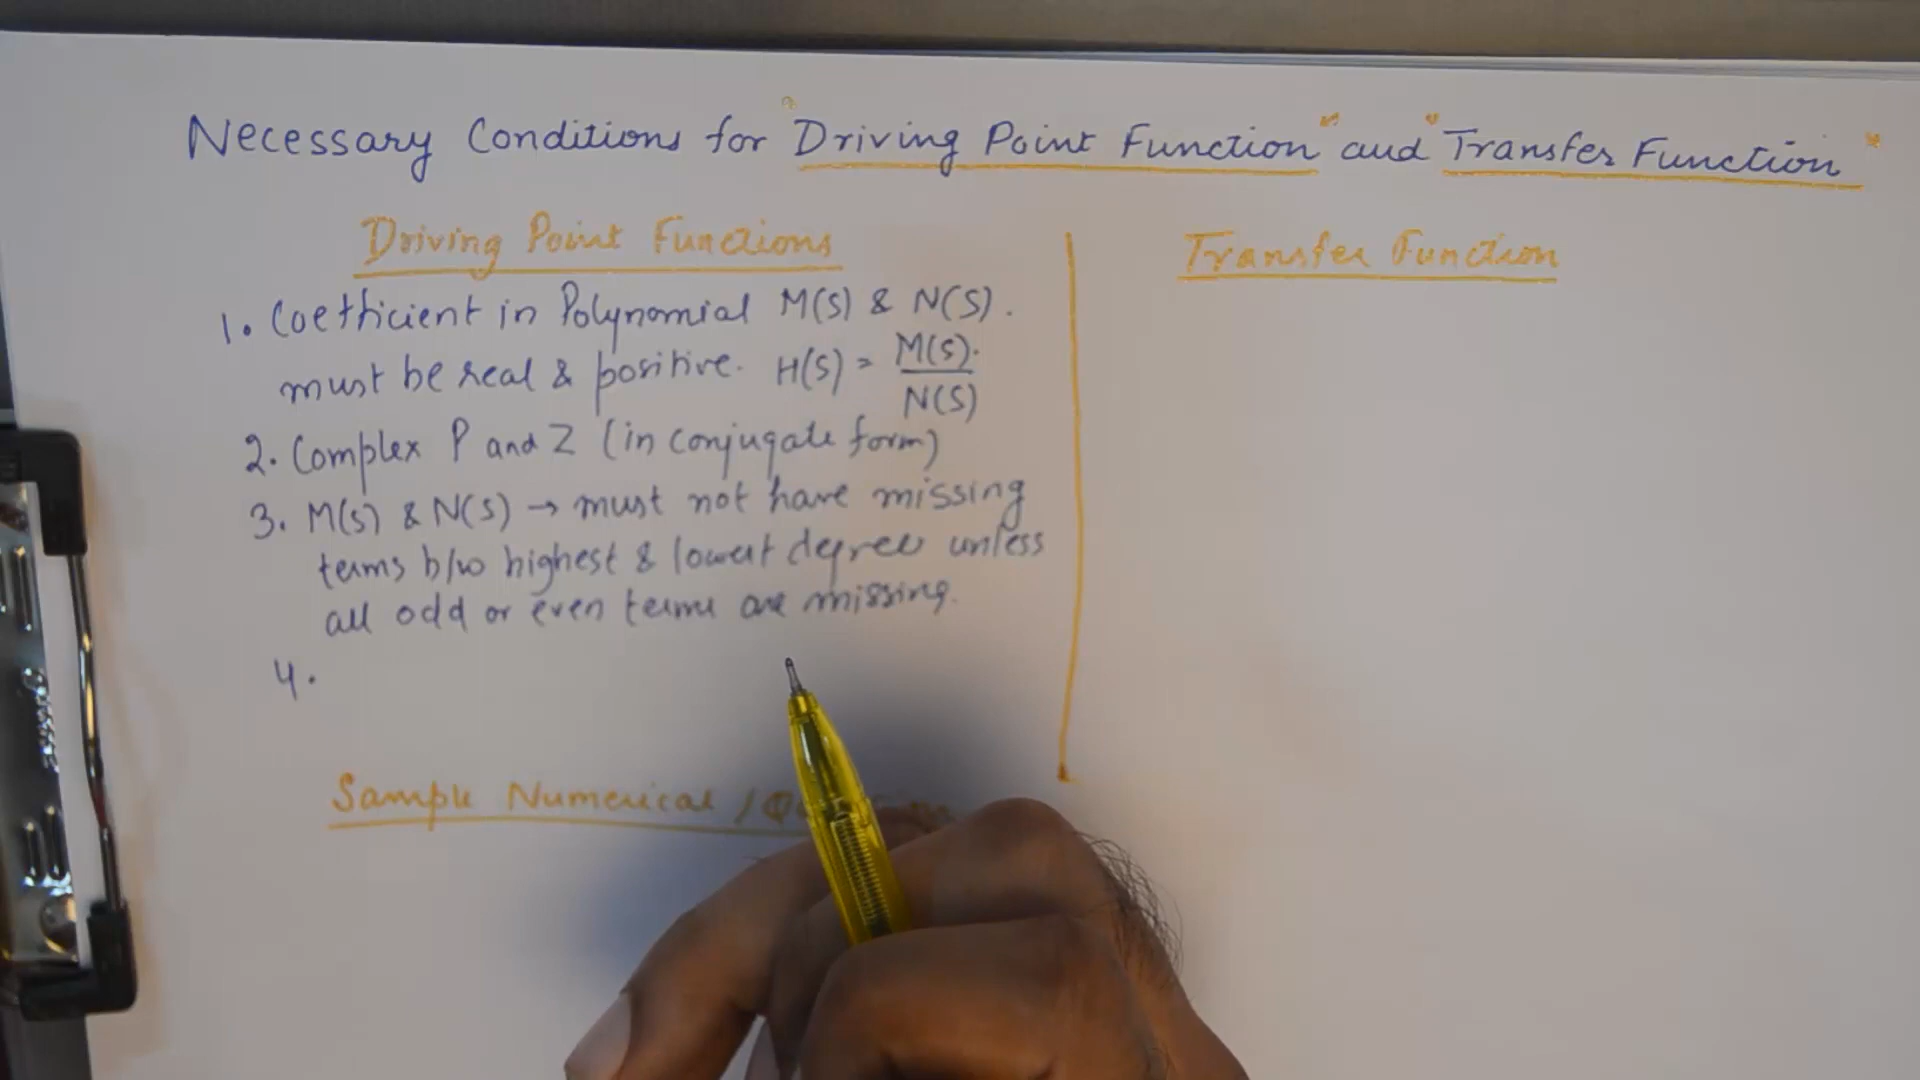 Necessary Conditions for "Driving Point Function" and "Transfer Function"
Driving Point Functions
1. Coefficient in Polynomial M(S) & N(S).
must be real & positive. H(S) = M(S).
N(S)
2. Complex P and Z (in conjugate form)
3. M(S) & N(S) → must not have missing
terms b/w highest & lowest degree unless
all odd or even terms are missing.
4.
Sample Numerical /
Transfer Function